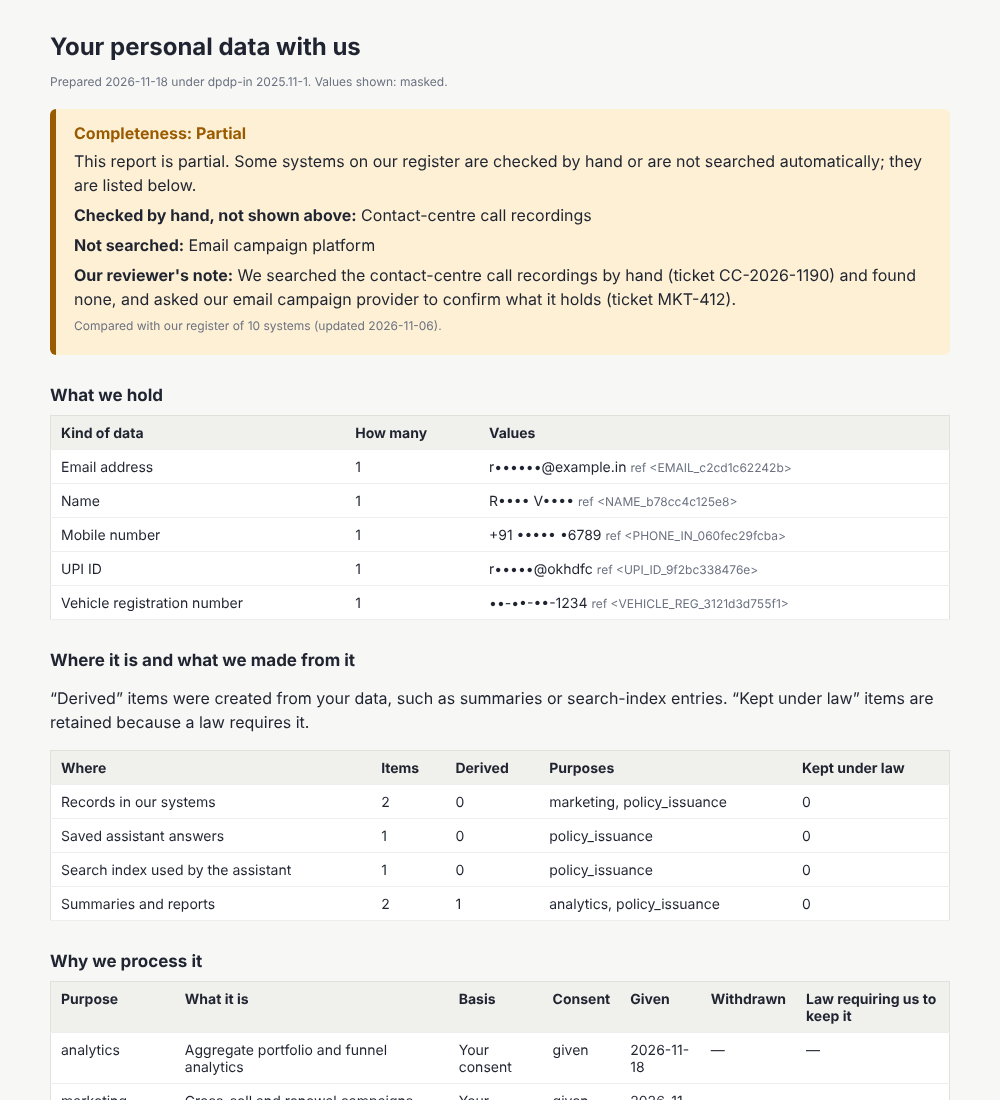 Your personal data with us
Prepared 2026-11-18 under dpdp-in 2025.11-1. Values shown: masked.
Completeness: Partial
This report is partial. Some systems on our register are checked by hand or are not searched automatically; they
are listed below.
Checked by hand, not shown above: Contact-centre call recordings
Not searched: Email campaign platform
Our reviewer's note: We searched the contact-centre call recordings by hand (ticket CC-2026-1190) and found
none, and asked our email campaign provider to confirm what it holds (ticket MKT-412).
Compared with our register of 10 systems (updated 2026-11-06).
What we hold
Kind of data How many Values
Email address 1 r••••••@example.in ref <EMAIL_c2cd1c62242b>
Name 1 R•••• V•••• ref <NAME_b78cc4c125e8>
Mobile number 1 +91 ••••• •6789 ref <PHONE_IN_060fec29fcba>
UPI ID 1 r•••••@okhdfc ref <UPI_ID_9f2bc338476e>
Vehicle registration number 1 ••-••-••-1234 ref <VEHICLE_REG_3121d3d755f1>
Where it is and what we made from it
“Derived” items were created from your data, such as summaries or search-index entries. “Kept under law” items are
retained because a law requires it.
Where Items Derived Purposes Kept under law
Records in our systems 2 0 marketing, policy_issuance 0
Saved assistant answers 1 0 policy_issuance 0
Search index used by the assistant 1 0 policy_issuance 0
Summaries and reports 2 1 analytics, policy_issuance 0
Why we process it
Purpose What it is Basis Consent Given Withdrawn Law requiring us to
keep it
analytics Aggregate portfolio and funnel Your given 2026-11- — —
analytics consent 18